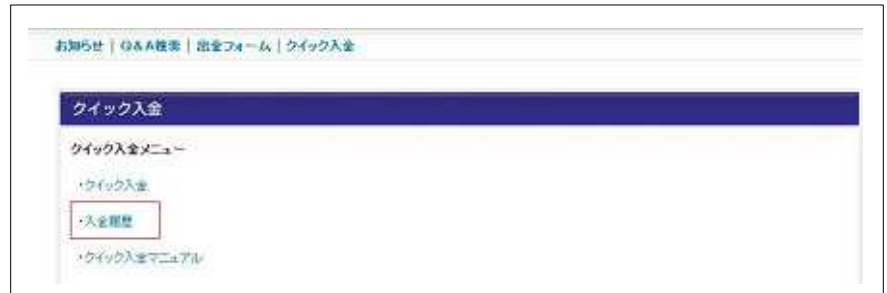 お知らせ | Q&A検索 | 出金フォーム | クイック入金
クイック入金
クイック入金メニュー
・クイック入金
・入金履歴
・クイック入金マニュアル